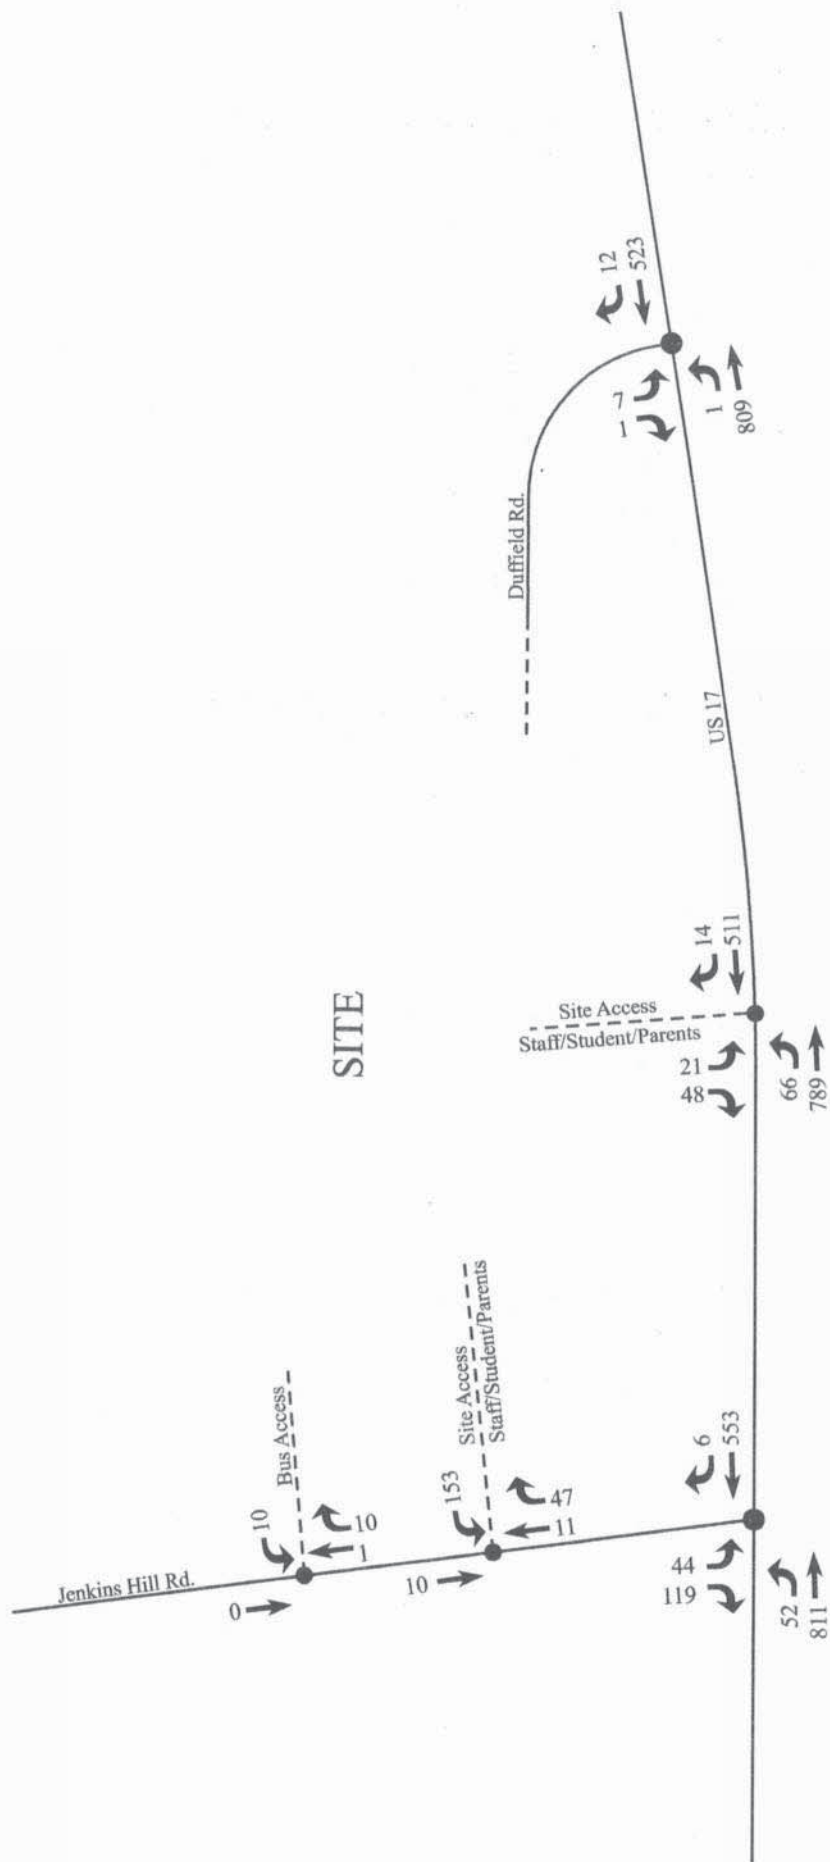 12
523
7
1
1
809
Duffield Rd.
US 17
SITE
14
511
Site Access
Staff/Student/Parents
21
48
66
789
Site Access
Staff/Student/Parents
Bus Access
153
47
11
10
10
10
1
0
Jenkins Hill Rd.
6
553
44
119
52
811